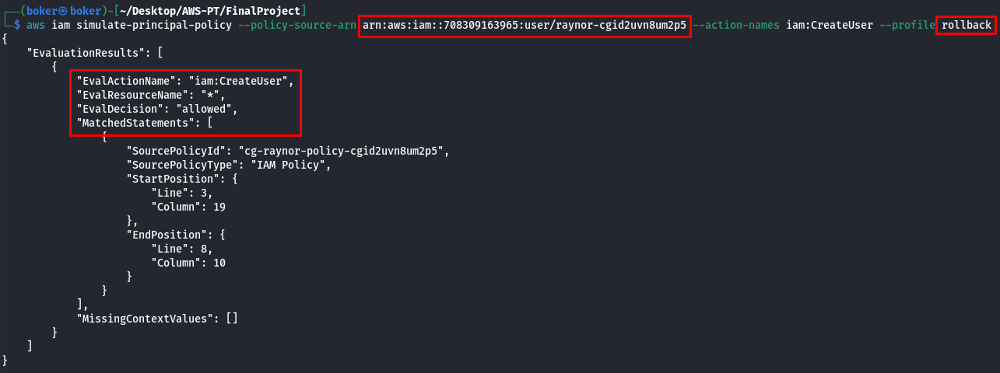 ┌──(boker㉿boker)-[~/Desktop/AWS-PT/FinalProject]
└─$ aws iam simulate-principal-policy --policy-source-arn arn:aws:iam::708309163965:user/raynor-cgid2uvn8um2p5 --action-names iam:CreateUser --profile rollback
{
    "EvaluationResults": [
        {
            "EvalActionName": "iam:CreateUser",
            "EvalResourceName": "*",
            "EvalDecision": "allowed",
            "MatchedStatements": [
                {
                    "SourcePolicyId": "cg-raynor-policy-cgid2uvn8um2p5",
                    "SourcePolicyType": "IAM Policy",
                    "StartPosition": {
                        "Line": 3,
                        "Column": 19
                    },
                    "EndPosition": {
                        "Line": 8,
                        "Column": 10
                    }
                }
            ],
            "MissingContextValues": []
        }
    ]
}